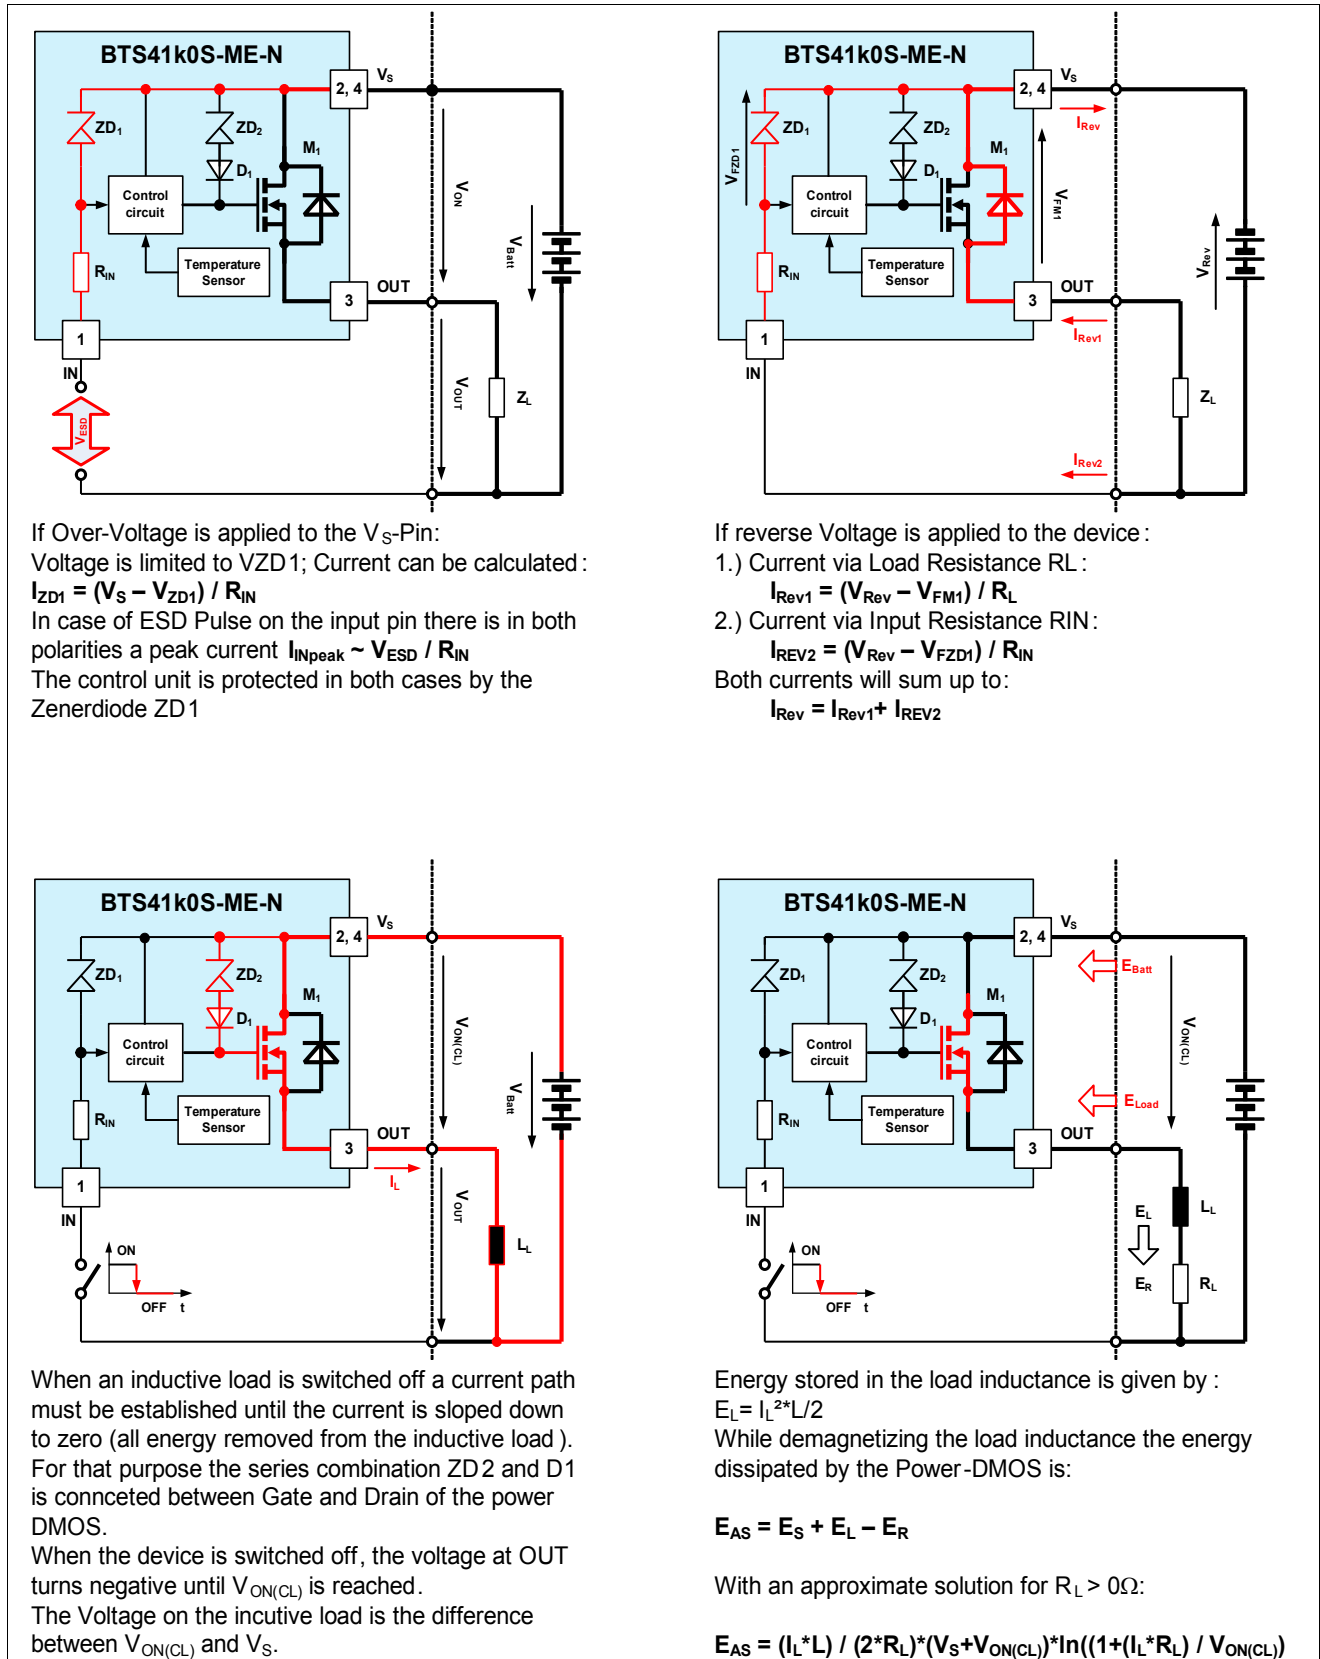 BTS41k0S-ME-N
VS
2, 4
ZD1
ZD2
M1
D1
Control
circuit
VON
VBatt
RIN
Temperature
Sensor
OUT
3
1
IN
VOUT
ZL
VESD
If Over-Voltage is applied to the VS-Pin:
Voltage is limited to VZD1; Current can be calculated:
IZD1 = (VS – VZD1) / RIN
In case of ESD Pulse on the input pin there is in both
polarities a peak current IINpeak ~ VESD / RIN
The control unit is protected in both cases by the
Zenerdiode ZD1
BTS41k0S-ME-N
VS
2, 4
IRev
VFZD1
ZD1
ZD2
M1
D1
Control
circuit
VFM1
VRev
RIN
Temperature
Sensor
OUT
3
IRev1
1
IN
ZL
IRev2
If reverse Voltage is applied to the device:
1.) Current via Load Resistance RL:
IRev1 = (VRev – VFM1) / RL
2.) Current via Input Resistance RIN:
IREV2 = (VRev – VFZD1) / RIN
Both currents will sum up to:
IRev = IRev1+ IREV2
BTS41k0S-ME-N
VS
2, 4
ZD1
ZD2
M1
D1
Control
circuit
VON(CL)
VBatt
RIN
Temperature
Sensor
OUT
3
IL
1
IN
VOUT
LL
ON
OFF t
When an inductive load is switched off a current path
must be established until the current is sloped down
to zero (all energy removed from the inductive load ).
For that purpose the series combination ZD2 and D1
is connceted between Gate and Drain of the power
DMOS.
When the device is switched off, the voltage at OUT
turns negative until VON(CL) is reached.
The Voltage on the incutive load is the difference
between VON(CL) and VS.
BTS41k0S-ME-N
VS
2, 4
EBatt
ZD1
ZD2
M1
D1
Control
circuit
VON(CL)
RIN
Temperature
Sensor
ELoad
OUT
3
1
IN
EL
LL
ER
RL
ON
OFF t
Energy stored in the load inductance is given by :
EL= IL²*L/2
While demagnetizing the load inductance the energy
dissipated by the Power-DMOS is:
EAS = ES + EL – ER
With an approximate solution for RL > 0Ω:
EAS = (IL*L) / (2*RL)*(VS+VON(CL))*ln((1+(IL*RL) / VON(CL))